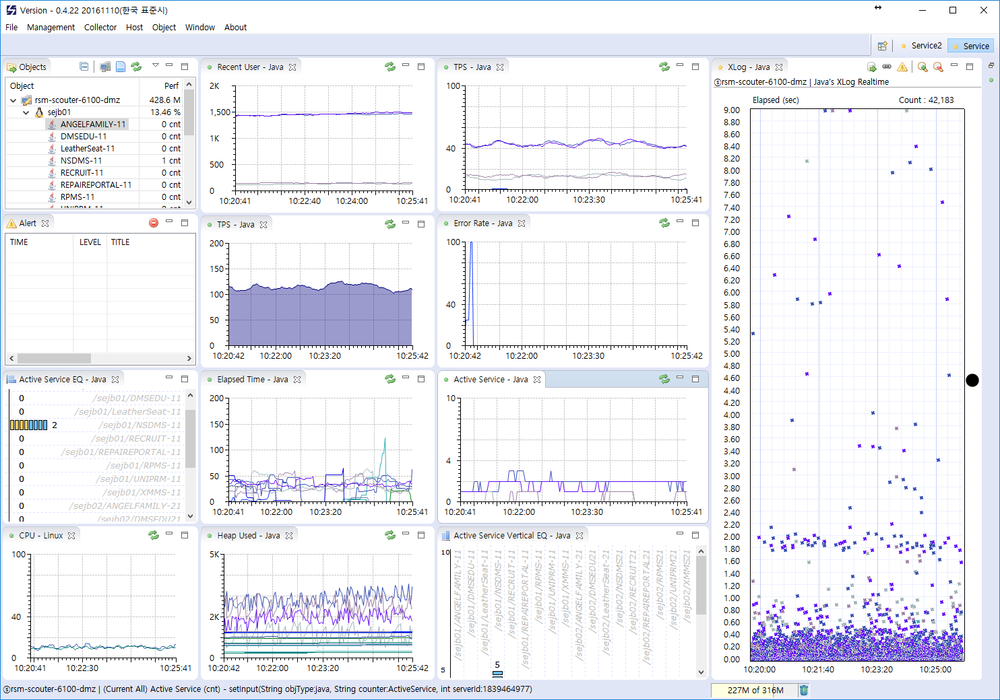 Version - 0.4.22 20161110(한국 표준시)
File Management Collector Host Object Window About
Service2 Service
Objects
Object Perf
rsm-scouter-6100-dmz 428.6 M
sejb01 13.46 %
ANGELFAMILY-11 0 cnt
DMSEDU-11 0 cnt
LeatherSeat-11 0 cnt
NSDMS-11 1 cnt
RECRUIT-11 0 cnt
REPAIREPORTAL-11 0 cnt
RPMS-11 0 cnt
UNIPRM-11 0 cnt
Recent User - Java
2K
1,500
1K
500
0
10:20:41 10:22:40 10:24:00 10:25:41
TPS - Java
100
40
0
10:20:41 10:22:00 10:23:30 10:25:41
Alert
TIME LEVEL TITLE
TPS - Java
200
150
100
50
0
10:20:42 10:22:00 10:23:20 10:25:42
Error Rate - Java
100
40
0
10:20:42 10:22:00 10:23:30 10:25:42
Active Service EQ - Java
0 /sejb01/DMSEDU-11
0 /sejb01/LeatherSeat-11
2 /sejb01/NSDMS-11
0 /sejb01/RECRUIT-11
0 /sejb01/REPAIREPORTAL-11
0 /sejb01/RPMS-11
0 /sejb01/UNIPRM-11
0 /sejb01/XMMS-11
0 /sejb02/ANGELFAMILY-21
0 /sejb02/DMSEDU21
Elapsed Time - Java
200
150
100
50
0
10:20:41 10:22:00 10:23:20 10:25:41
Active Service - Java
10
4
0
10:20:41 10:22:00 10:23:30 10:25:41
CPU - Linux
100
40
0
10:20:41 10:22:30 10:25:41
Heap Used - Java
5K
2K
0
10:20:42 10:22:00 10:23:20 10:25:42
Active Service Vertical EQ - Java
10
5
5
/sejb01/ANGELFAMILY-11
/sejb01/DMSEDU-11
/sejb01/LeatherSeat-11
/sejb01/NSDMS-11
/sejb01/RECRUIT-11
/sejb01/REPAIREPORTAL-11
/sejb01/RPMS-11
/sejb01/UNIPRM-11
/sejb01/XMMS-11
/sejb02/ANGELFAMILY-21
/sejb02/DMSEDU21
/sejb02/LeatherSeat-21
/sejb02/NSDMS21
/sejb02/RECRUIT21
/sejb02/REPAIREPORTAL21
/sejb02/RPMS21
/sejb02/UNIPRM21
/sejb02/XMMS21
XLog - Java
ⓢrsm-scouter-6100-dmz | Java's XLog Realtime
Elapsed (sec) Count : 42,183
9.00
8.80
8.60
8.40
8.20
8.00
7.80
7.60
7.40
7.20
7.00
6.80
6.60
6.40
6.20
6.00
5.80
5.60
5.40
5.20
5.00
4.80
4.60
4.40
4.20
4.00
3.80
3.60
3.40
3.20
3.00
2.80
2.60
2.40
2.20
2.00
1.80
1.60
1.40
1.20
1.00
0.80
0.60
0.40
0.20
0.00
10:20:00 10:21:40 10:23:20 10:25:00
ⓢrsm-scouter-6100-dmz | (Current All) Active Service (cnt) - setInput(String objType:java, String counter:ActiveService, int serverId:1839464977)
227M of 316M